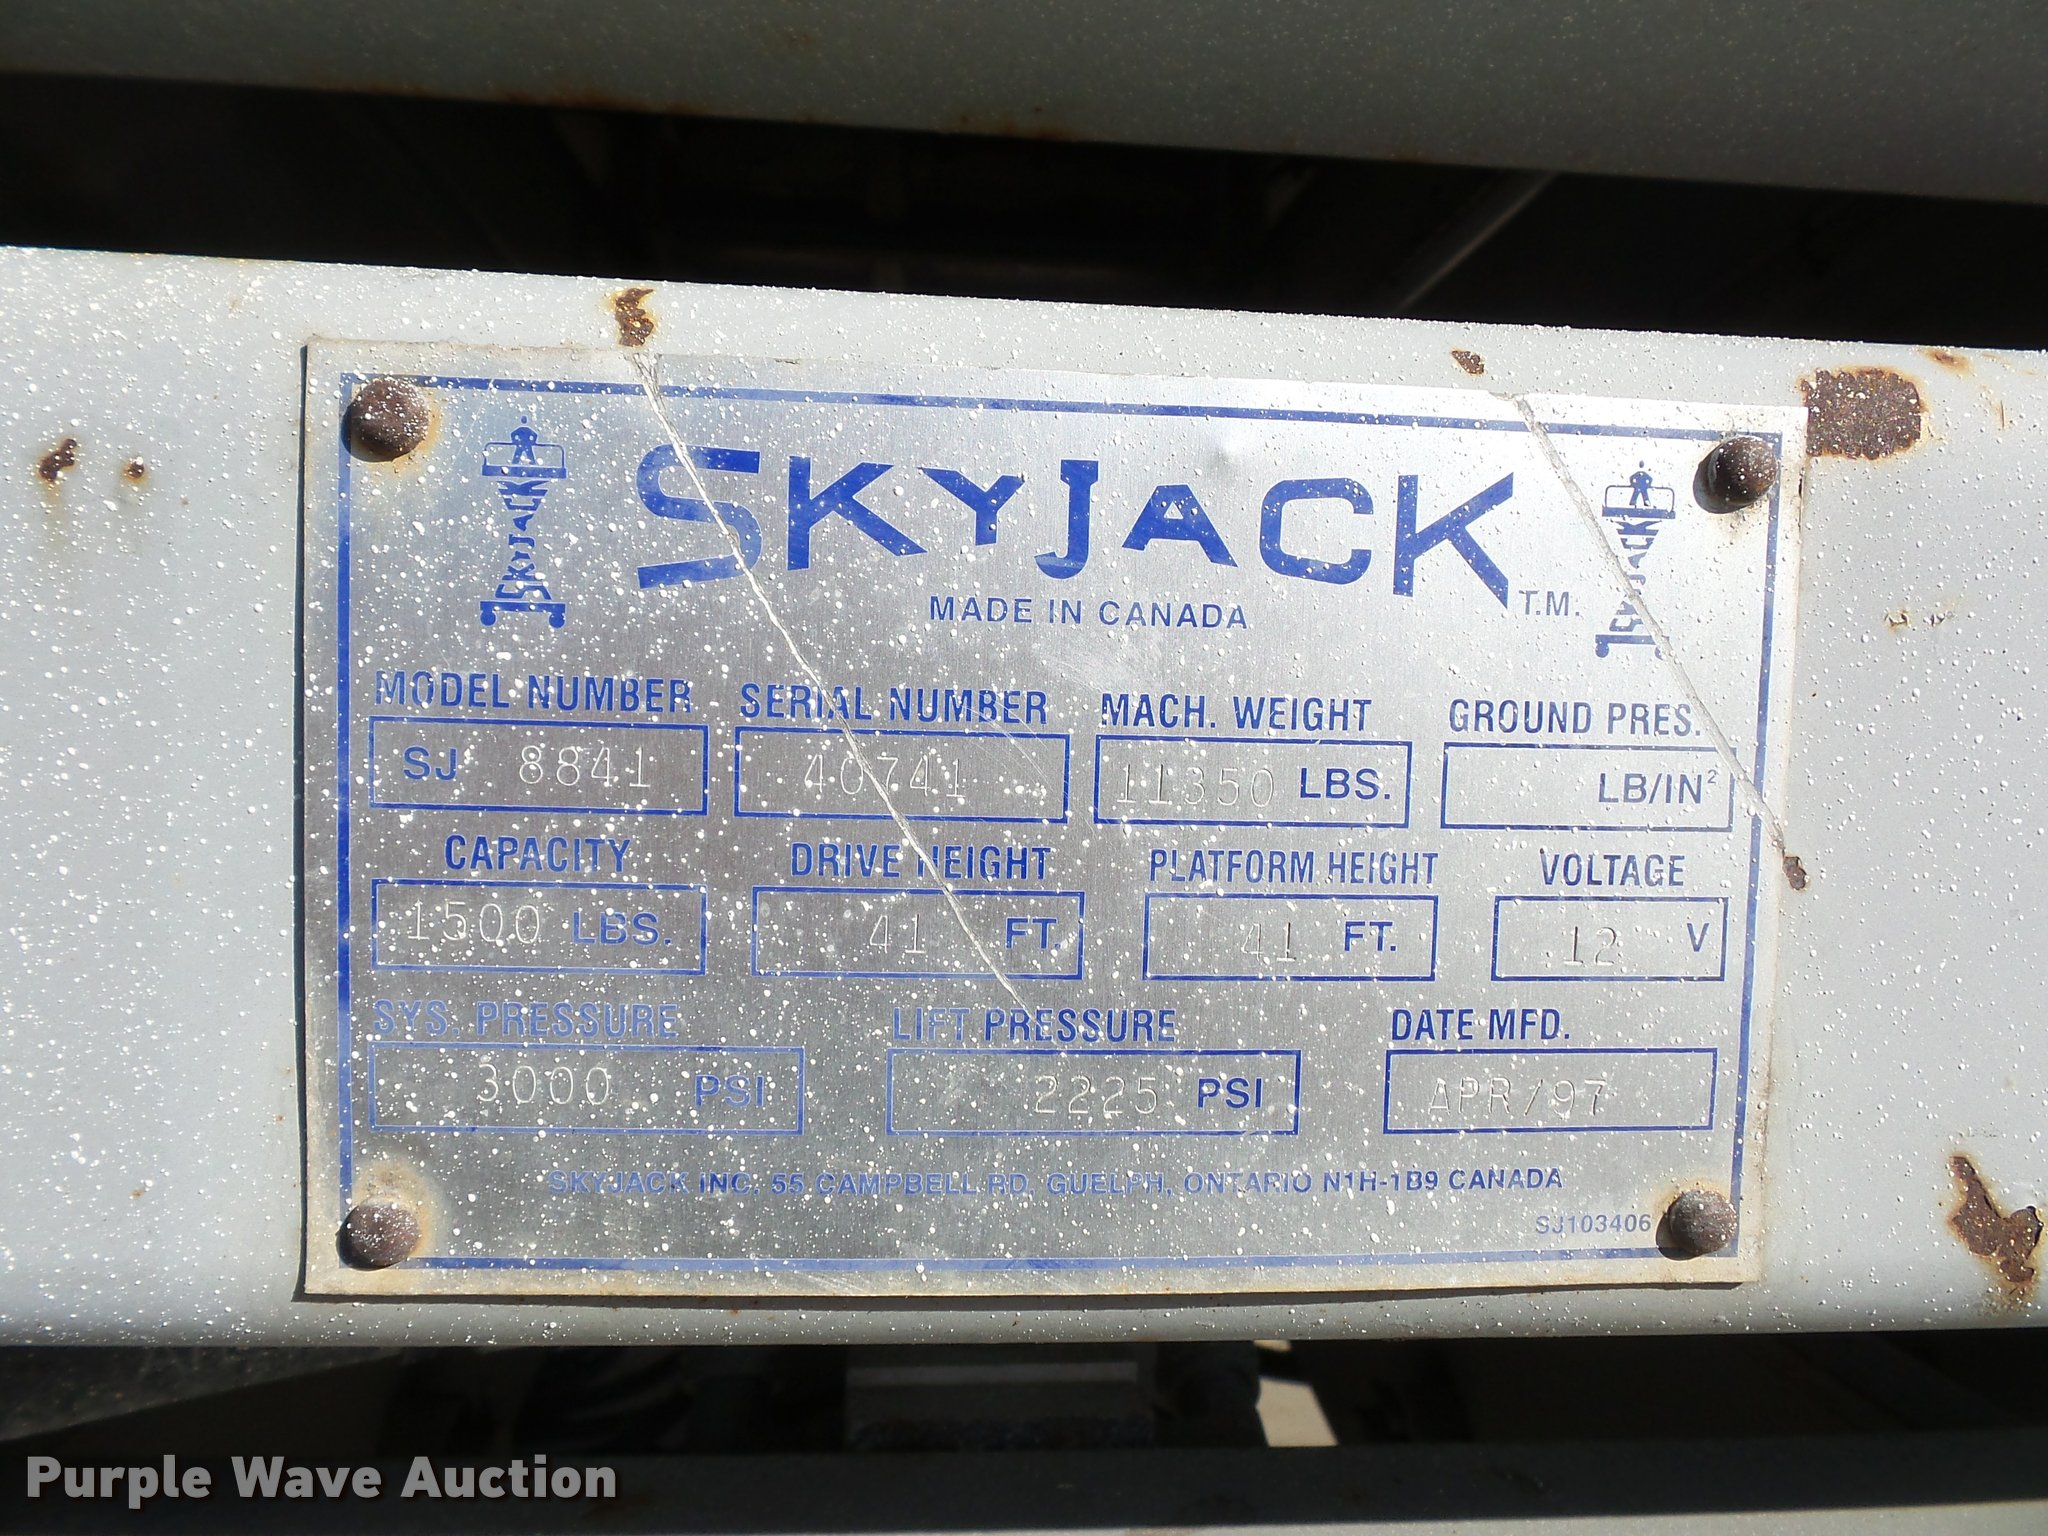 SKYJACK SKYJACK T.M. SKYJACK
MADE IN CANADA
MODEL NUMBER SERIAL NUMBER MACH. WEIGHT GROUND PRES.
SJ 8841 40741 11350 LBS. LB/IN²
CAPACITY DRIVE HEIGHT PLATFORM HEIGHT VOLTAGE
1500 LBS. 41 FT. 41 FT. 12 V
SYS. PRESSURE LIFT PRESSURE DATE MFD.
3000 PSI 2225 PSI APR/97
SKYJACK INC. 55 CAMPBELL RD, GUELPH, ONTARIO N1H-1B9 CANADA
SJ103406
Purple Wave Auction